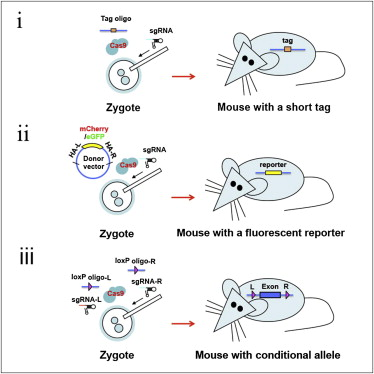 i
Tag oligo
sgRNA
Cas9
tag
Zygote
Mouse with a short tag
ii
mCherry
/eGFP
HA-L
HA-R
Donor
vector
sgRNA
Cas9
reporter
Zygote
Mouse with a fluorescent reporter
iii
loxP oligo-R
loxP oligo-L
Cas9
sgRNA-R
sgRNA-L
L Exon R
Zygote
Mouse with conditional allele